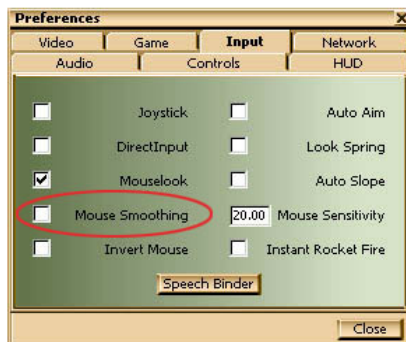 Preferences x
Video Game Input Network
Audio Controls HUD
Joystick Auto Aim
DirectInput Look Spring
Mouselook Auto Slope
Mouse Smoothing 20.00 Mouse Sensitivity
Invert Mouse Instant Rocket Fire
Speech Binder
Close